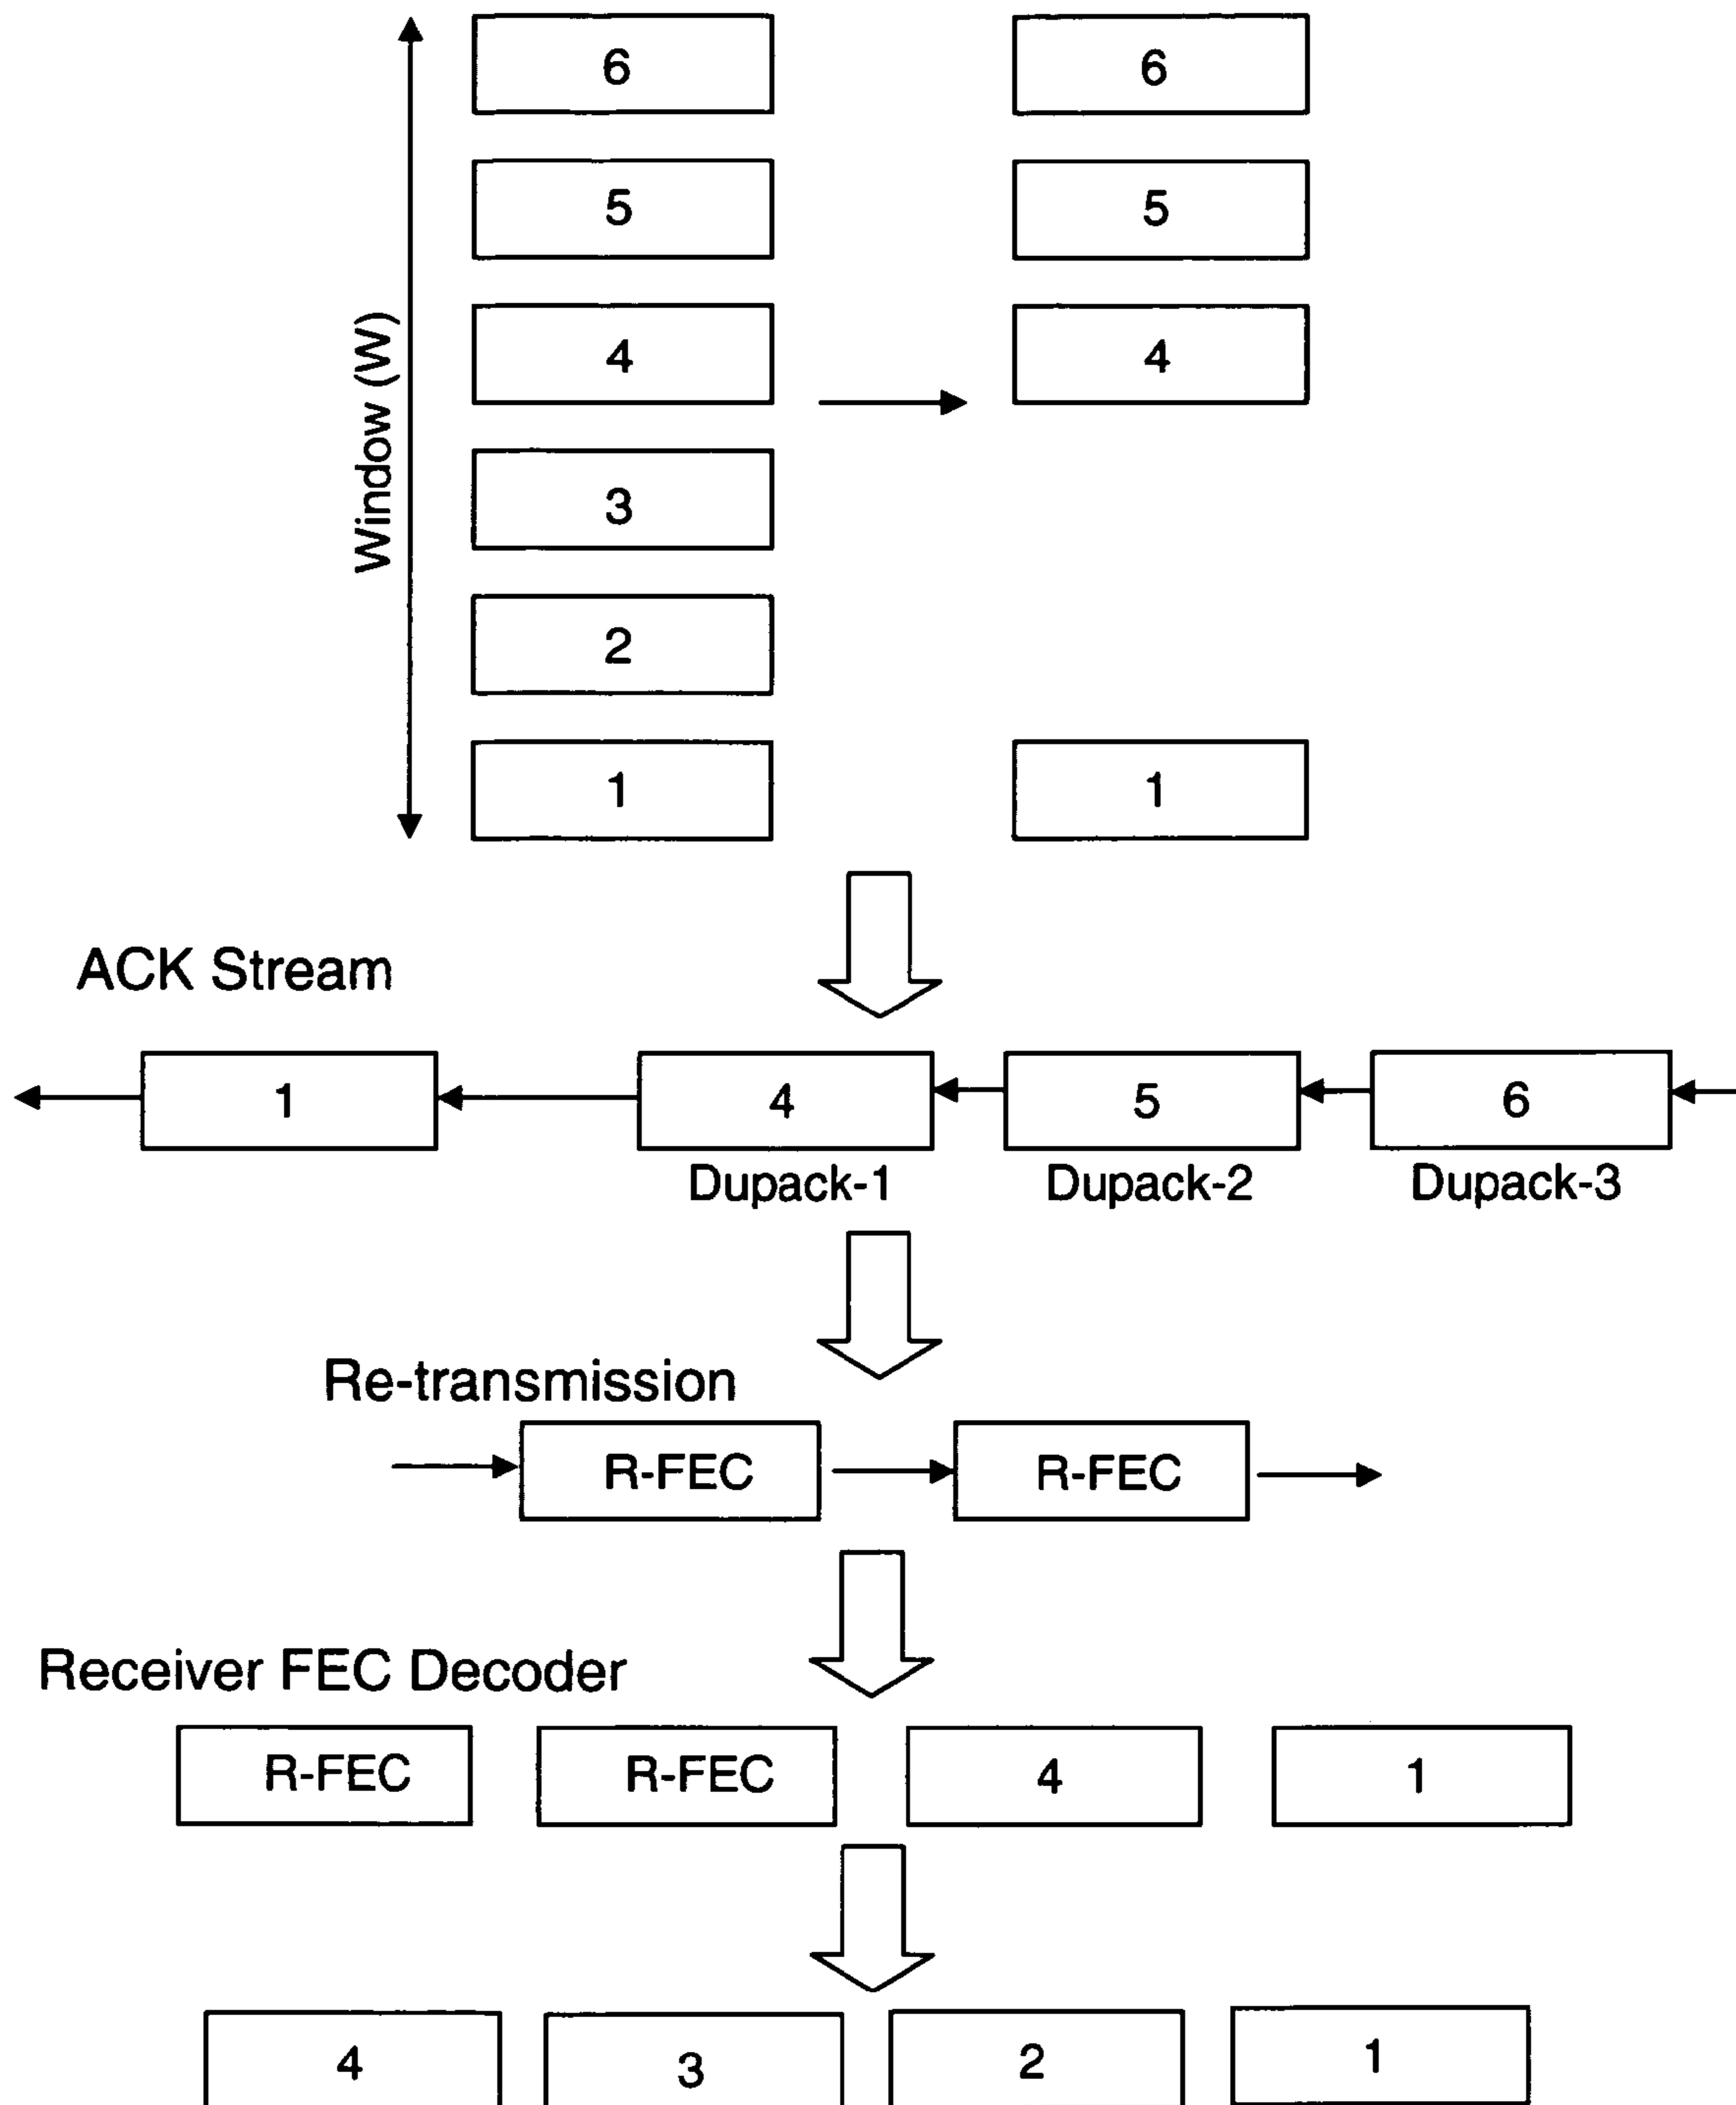 6 6
5 5
4 4
Window (W)
3
2
1 1
ACK Stream
1 4 5 6
Dupack-1 Dupack-2 Dupack-3
Re-transmission
R-FEC R-FEC
Receiver FEC Decoder
R-FEC R-FEC 4 1
4 3 2 1